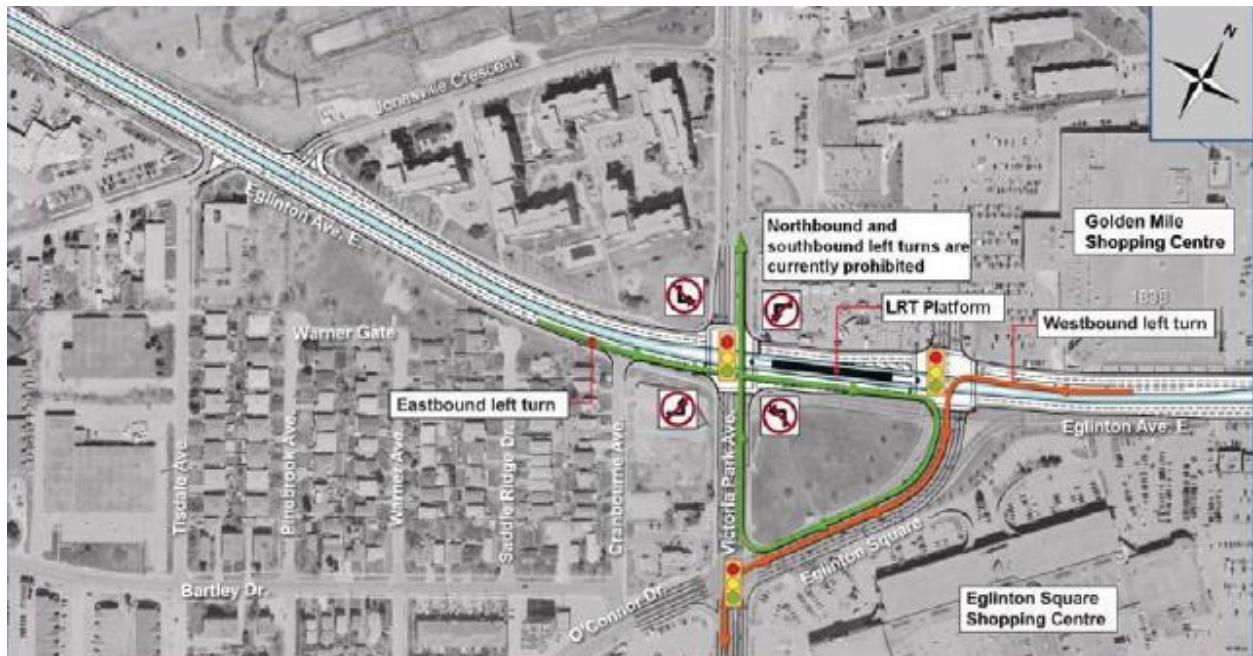 N
Jonesville Crescent
Eglinton Ave. E.
Northbound and
southbound left turns are
currently prohibited
Golden Mile
Shopping Centre
1838
LRT Platform
Westbound left turn
Warner Gate
Eastbound left turn
Eglinton Ave. E.
Tisdale Ave.
Pinebrook Ave.
Warner Ave.
Saddle Ridge Dr.
Cranbourne Ave.
Victoria Park Ave.
Eglinton Square
Bartley Dr.
O'Connor Dr.
Eglinton Square
Shopping Centre